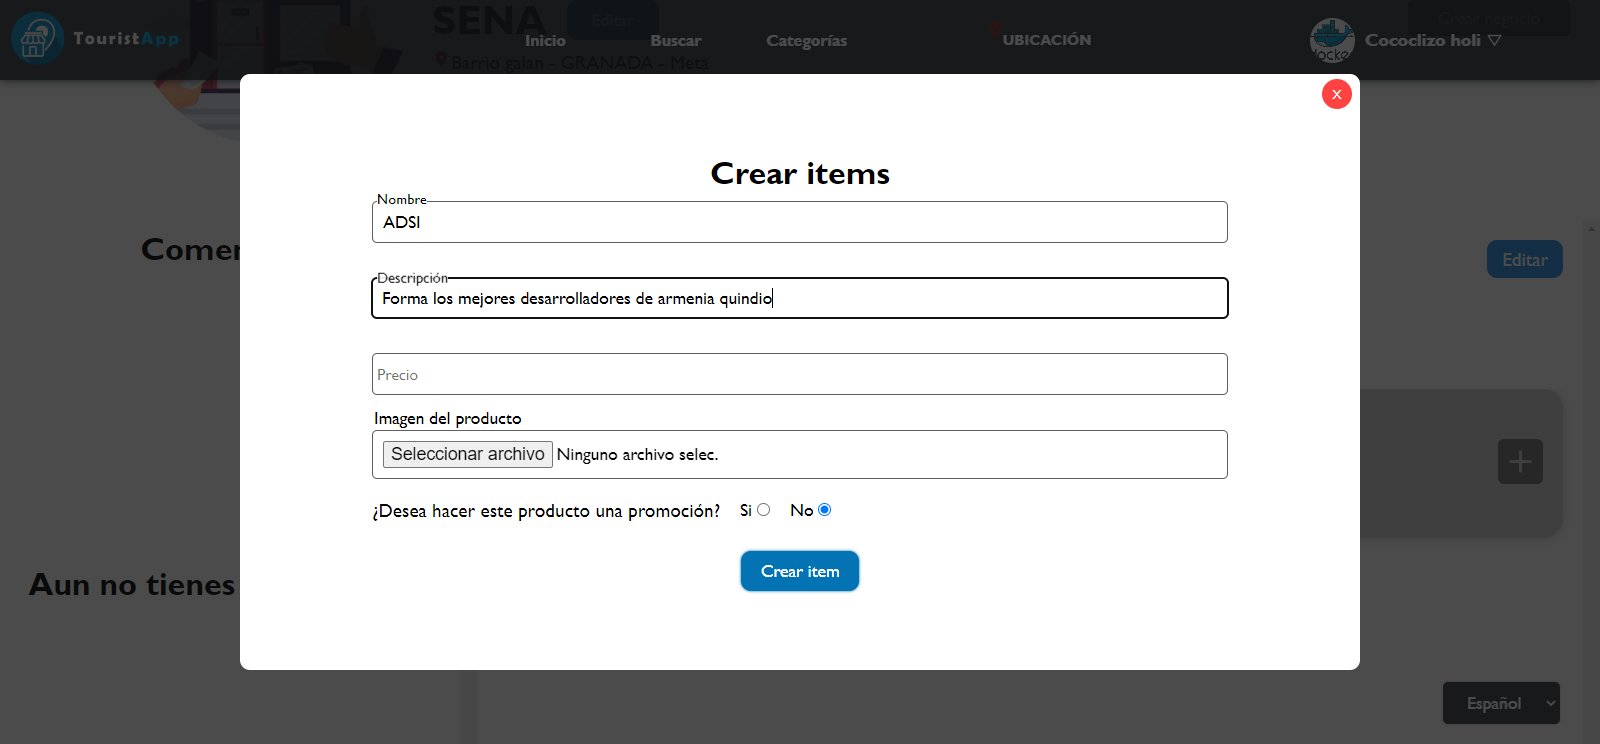 TouristApp
SENA
Editar
Crear negocio
Inicio
Buscar
Categorías
UBICACIÓN
Cococlizo holi
Barrio galan - GRANADA - Meta
X
Crear items
Nombre
ADSI
Comer
Editar
Descripción
Forma los mejores desarrolladores de armenia quindio
Precio
Imagen del producto
Seleccionar archivo Ninguno archivo selec.
¿Desea hacer este producto una promoción? Si No
Crear item
Aun no tienes
Español